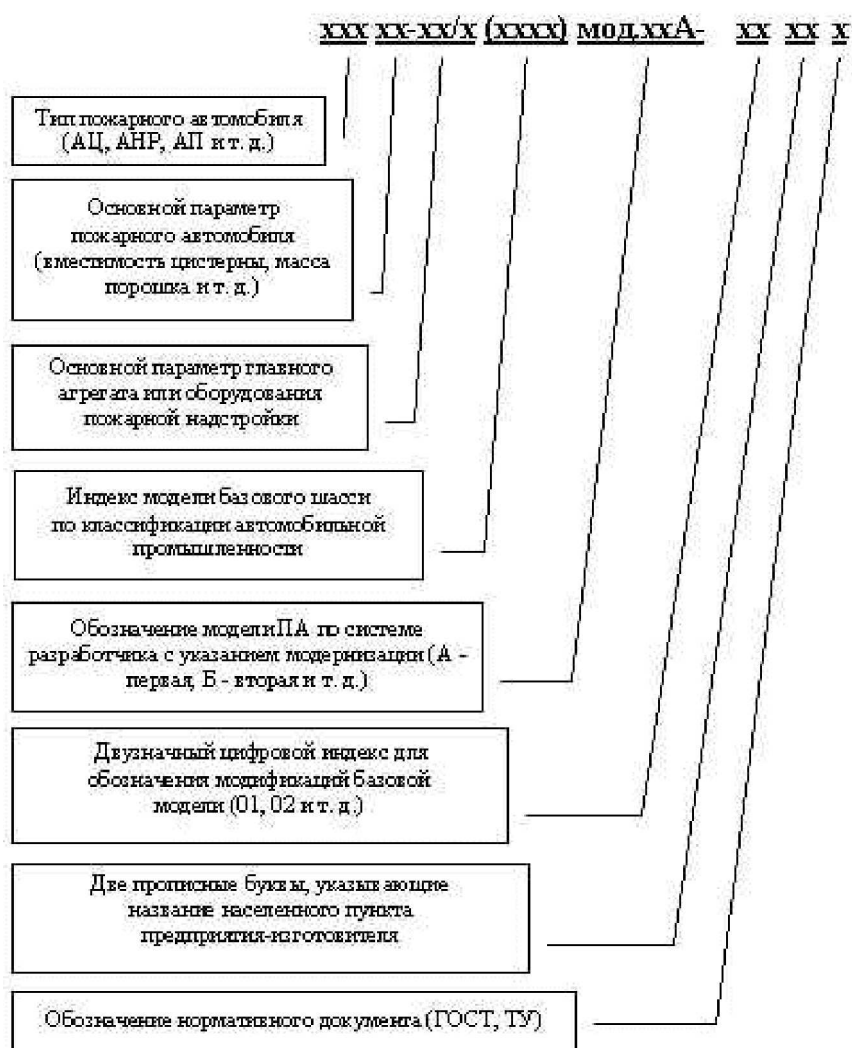 ххх хх-хх/х (хххх) мод.ххА- хх хх х
Тип пожарного автомобиля
(АЦ, АНР, АП и т. д.)
Основной параметр
пожарного автомобиля
(вместимость цистерны, масса
порошка и т. д.)
Основной параметр главного
агрегата или оборудования
пожарной надстройки
Индекс модели базового шасси
по классификации автомобильной
промышленности
Обозначение модели ПА по системе
разработчика с указанием модернизации (А -
первая, Б - вторая и т. д.)
Двузначный цифровой индекс для
обозначения модификаций базовой
модели (01, 02 и т. д.)
Две прописные буквы, указывающие
название населенного пункта
предприятия-изготовителя
Обозначение нормативного документа (ГОСТ, ТУ)